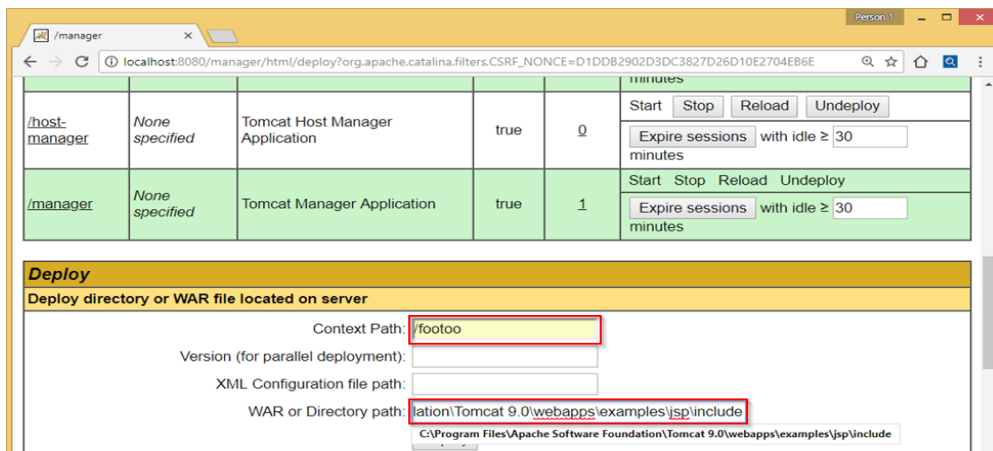 Person 1
/manager
localhost:8080/manager/html/deploy?org.apache.catalina.filters.CSRF_NONCE=D1DDB2902D3DC3827D26D10E2704EB6E
minutes
Start Stop Reload Undeploy
/host-
manager
None
specified
Tomcat Host Manager
Application
true
0
Expire sessions with idle ≥ 30
minutes
Start Stop Reload Undeploy
/manager
None
specified
Tomcat Manager Application
true
1
Expire sessions with idle ≥ 30
minutes
Deploy
Deploy directory or WAR file located on server
Context Path: /footoo
Version (for parallel deployment):
XML Configuration file path:
WAR or Directory path: lation\Tomcat 9.0\webapps\examples\jsp\include
C:\Program Files\Apache Software Foundation\Tomcat 9.0\webapps\examples\jsp\include